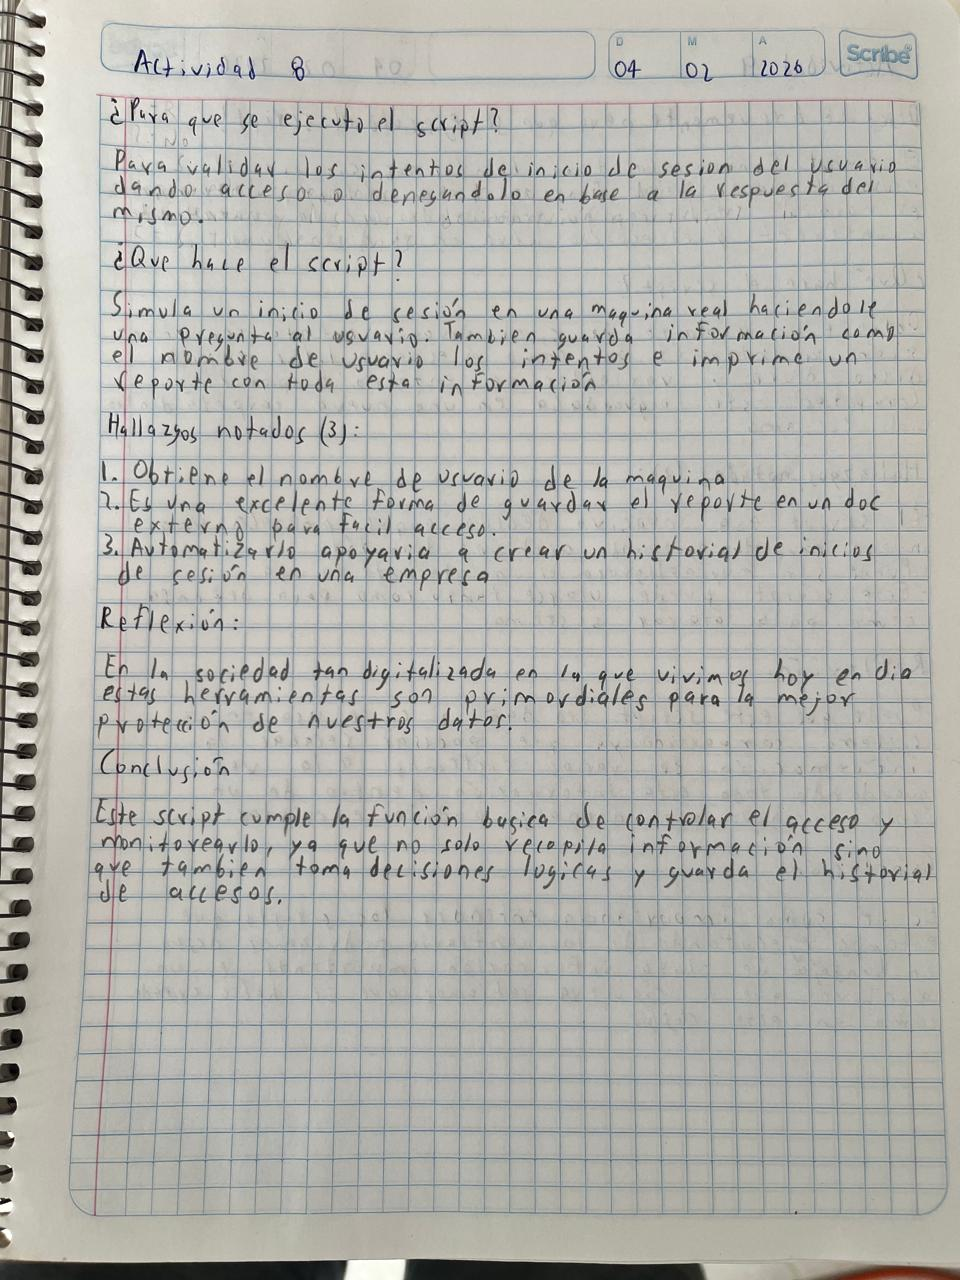 Actividad 8
D M A
04 02 2026
Scribe
¿Para que se ejecuto el script?
Para validar los intentos de inicio de sesion del usuario
dando acceso o denegandolo en base a la respuesta del
mismo.
¿Que hace el script?
Simula un inicio de sesión en una maquina real haciendole
una pregunta al usuario. Tambien guarda información como
el nombre de usuario los intentos e imprime un
reporte con toda esta información
Hallazgos notados (3):
1. Obtiene el nombre de usuario de la maquina
2. Es una excelente forma de guardar el reporte en un doc
externo para facil acceso.
3. Automatizarlo apoyaria a crear un historial de inicios
de sesión en una empresa
Reflexión:
En la sociedad tan digitalizada en la que vivimos hoy en dia
estas herramientas son primordiales para la mejor
protección de nuestros datos.
Conclusión
Este script cumple la función basica de controlar el acceso y
monitorearlo, ya que no solo recopila información sino
que tambien toma decisiones logicas y guarda el historial
de accesos.